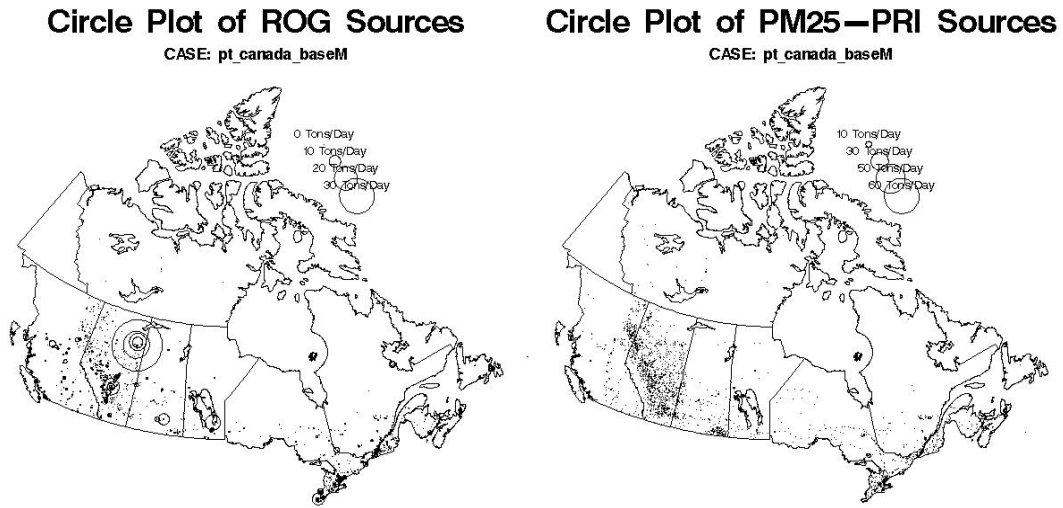 Circle Plot of ROG Sources
CASE: pt_canada_baseM
0 Tons/Day
10 Tons/Day
20 Tons/Day
30 Tons/Day
Circle Plot of PM25—PRI Sources
CASE: pt_canada_baseM
10 Tons/Day
30 Tons/Day
50 Tons/Day
60 Tons/Day